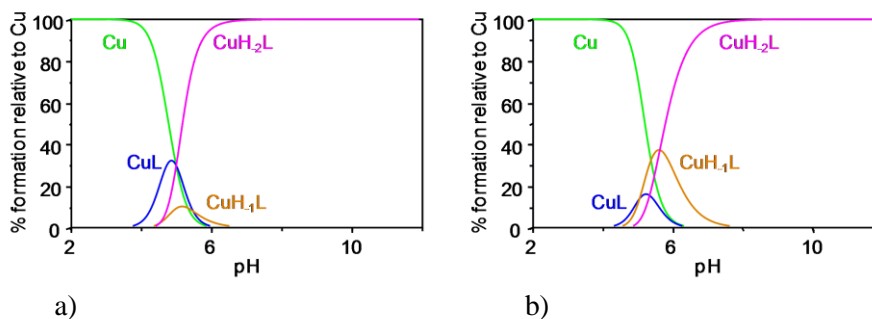 % formation relative to Cu
100
80
60
40
20
0
Cu
CuH-2L
CuL
CuH-1L
2
6
10
pH
a)
% formation relative to Cu
100
80
60
40
20
0
Cu
CuH-2L
CuH-1L
CuL
2
6
10
pH
b)